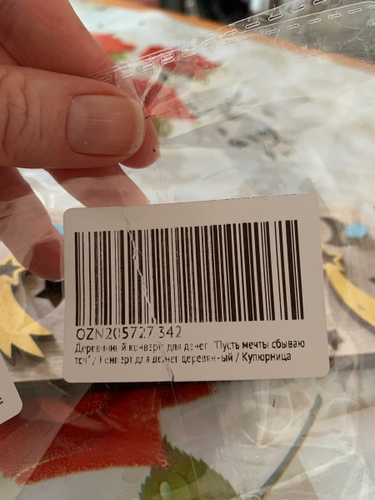 OZN205727342
Деревянный конверт для денег "Пусть мечты сбываю
тся" / Конверт для денег деревянный / Купюрница